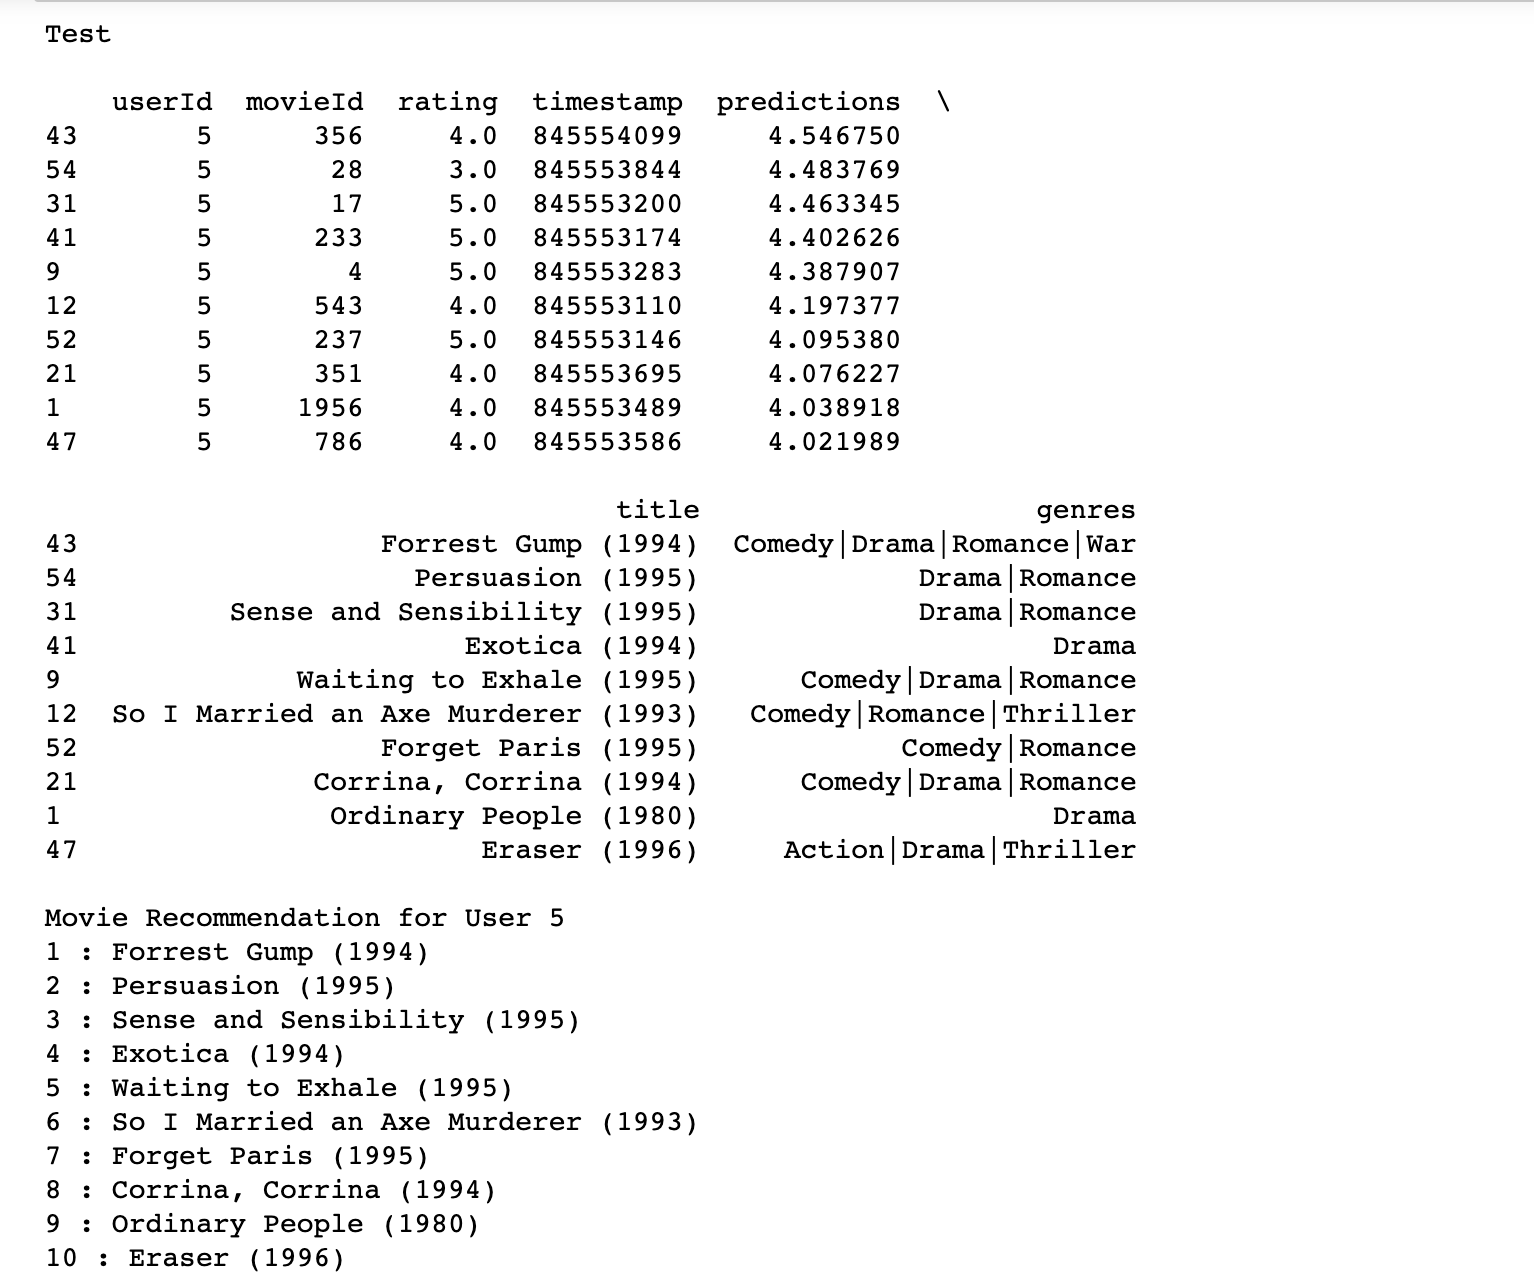 Test
userId movieId rating timestamp predictions \
43 5 356 4.0 845554099 4.546750
54 5 28 3.0 845553844 4.483769
31 5 17 5.0 845553200 4.463345
41 5 233 5.0 845553174 4.402626
9 5 4 5.0 845553283 4.387907
12 5 543 4.0 845553110 4.197377
52 5 237 5.0 845553146 4.095380
21 5 351 4.0 845553695 4.076227
1 5 1956 4.0 845553489 4.038918
47 5 786 4.0 845553586 4.021989
title genres
43 Forrest Gump (1994) Comedy|Drama|Romance|War
54 Persuasion (1995) Drama|Romance
31 Sense and Sensibility (1995) Drama|Romance
41 Exotica (1994) Drama
9 Waiting to Exhale (1995) Comedy|Drama|Romance
12 So I Married an Axe Murderer (1993) Comedy|Romance|Thriller
52 Forget Paris (1995) Comedy|Romance
21 Corrina, Corrina (1994) Comedy|Drama|Romance
1 Ordinary People (1980) Drama
47 Eraser (1996) Action|Drama|Thriller
Movie Recommendation for User 5
1 : Forrest Gump (1994)
2 : Persuasion (1995)
3 : Sense and Sensibility (1995)
4 : Exotica (1994)
5 : Waiting to Exhale (1995)
6 : So I Married an Axe Murderer (1993)
7 : Forget Paris (1995)
8 : Corrina, Corrina (1994)
9 : Ordinary People (1980)
10 : Eraser (1996)